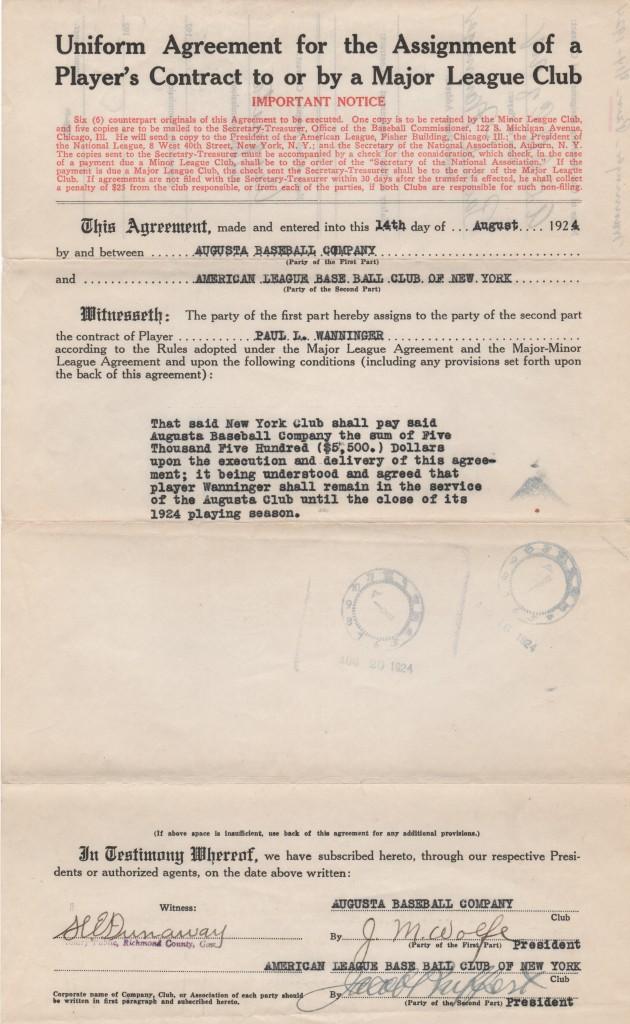 Uniform Agreement for the Assignment of a
Player's Contract to or by a Major League Club
IMPORTANT NOTICE
Six (6) counterpart originals of this Agreement to be executed. One copy is to be retained by the Minor League Club,
and five copies are to be mailed to the Secretary-Treasurer, Office of the Baseball Commissioner, 122 S. Michigan Avenue,
Chicago, Ill. He will send a copy to the President of the American League, Fisher Building, Chicago, Ill.; the President of
the National League, 8 West 40th Street, New York, N. Y.; and the Secretary of the National Association, Auburn, N. Y.
The copies sent to the Secretary-Treasurer must be accompanied by a check for the consideration, which check, in the case
of a payment due a Minor League Club, shall be to the order of the "Secretary of the National Association." If the
payment is due a Major League Club, the check sent the Secretary-Treasurer shall be to the order of the Major League
Club. If agreements are not filed with the Secretary-Treasurer within 30 days after the transfer is effected, he shall collect
a penalty of $25 from the club responsible, or from each of the parties, if both Clubs are responsible for such non-filing.
This Agreement, made and entered into this 14th day of ... August.... 1924
by and between ...... AUGUSTA BASEBALL COMPANY
(Party of the First Part)
and ........ AMERICAN LEAGUE BASE BALL CLUB OF NEW YORK
(Party of the Second Part)
Witnesseth: The party of the first part hereby assigns to the party of the second part
the contract of Player ........... PAUL L. WANNINGER
according to the Rules adopted under the Major League Agreement and the Major-Minor
League Agreement and upon the following conditions (including any provisions set forth upon
the back of this agreement):
That said New York Club shall pay said
Augusta Baseball Company the sum of Five
Thousand Five Hundred ($5,500.) Dollars
upon the execution and delivery of this agree-
ment; it being understood and agreed that
player Wanninger shall remain in the service
of the Augusta Club until the close of its
1924 playing season.
AUG 20 1924
16 1924
(If above space is insufficient, use back of this agreement for any additional provisions.)
In Testimony Whereof, we have subscribed hereto, through our respective Presi-
dents or authorized agents, on the date above written:
Witness:
AUGUSTA BASEBALL COMPANY
Club
H E Dunaway
Public, Richmond County, Geo.
By J. M. Wolfe
(Party of the First Part) President
AMERICAN LEAGUE BASE BALL CLUB OF NEW YORK
Club
Corporate name of Company, Club, or Association of each party should
be written in first paragraph and subscribed hereto.
By Jacob Ruppert
(Party of the Second Part) President